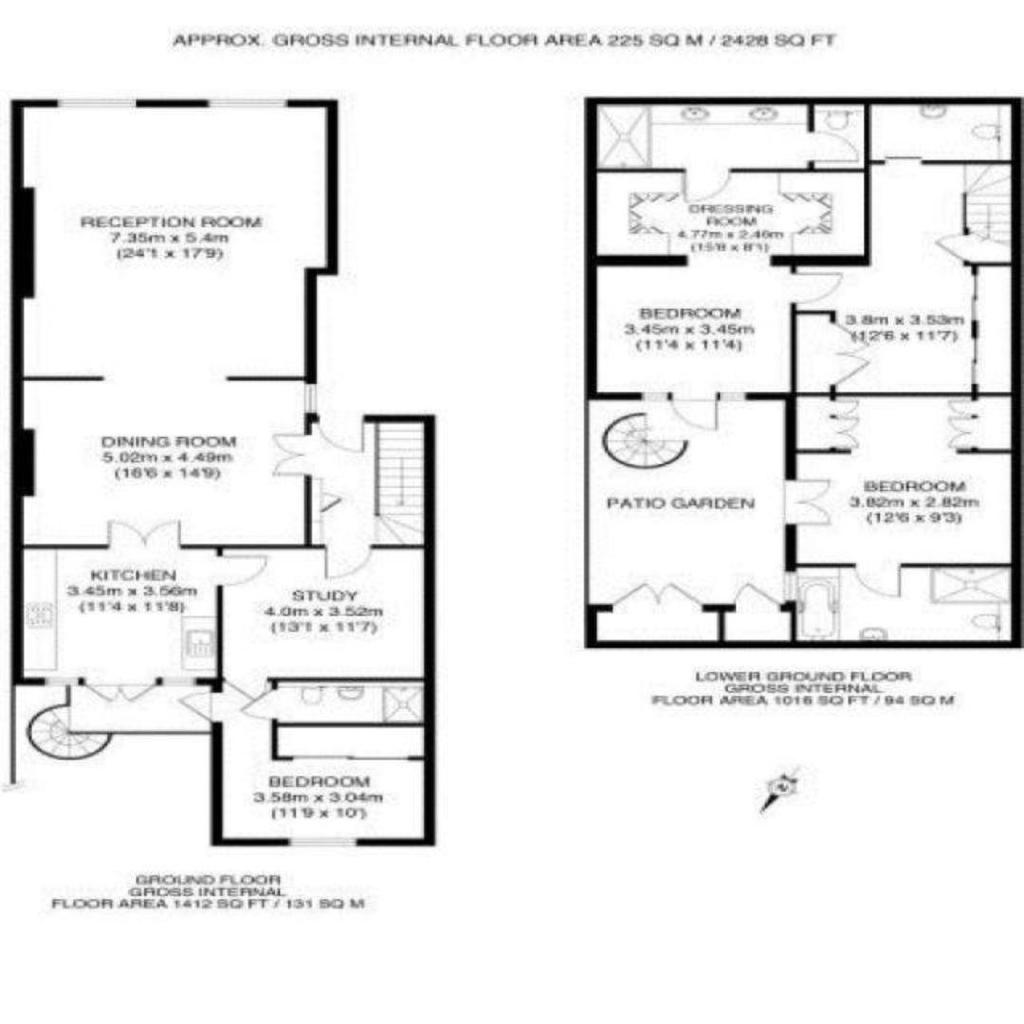 APPROX. GROSS INTERNAL FLOOR AREA 225 SQ M / 2428 SQ FT
RECEPTION ROOM
7.35m x 5.4m
(24'1 x 17'9)
DINING ROOM
5.02m x 4.49m
(16'6 x 14'9)
KITCHEN
3.45m x 3.56m
(11'4 x 11'8)
STUDY
4.0m x 3.52m
(13'1 x 11'7)
BEDROOM
3.58m x 3.04m
(11'9 x 10')
GROUND FLOOR
GROSS INTERNAL
FLOOR AREA 1412 SQ FT / 131 SQ M
DRESSING
ROOM
4.77m x 2.46m
(15'8 x 8'1)
BEDROOM
3.45m x 3.45m
(11'4 x 11'4)
3.8m x 3.53m
(12'6 x 11'7)
PATIO GARDEN
BEDROOM
3.82m x 2.82m
(12'6 x 9'3)
LOWER GROUND FLOOR
GROSS INTERNAL
FLOOR AREA 1016 SQ FT / 94 SQ M
N